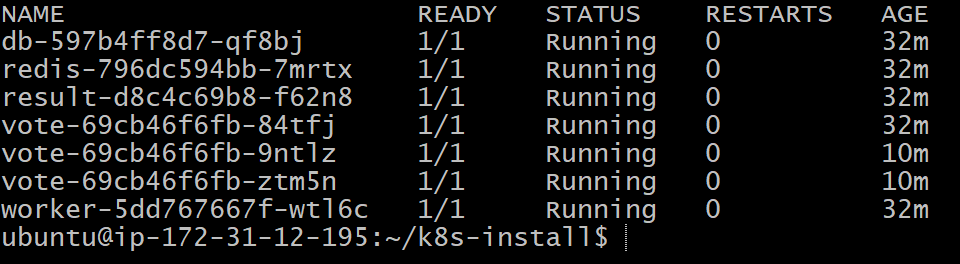 NAME READY STATUS RESTARTS AGE
db-597b4ff8d7-qf8bj 1/1 Running 0 32m
redis-796dc594bb-7mrtx 1/1 Running 0 32m
result-d8c4c69b8-f62n8 1/1 Running 0 32m
vote-69cb46f6fb-84tfj 1/1 Running 0 32m
vote-69cb46f6fb-9ntlz 1/1 Running 0 10m
vote-69cb46f6fb-ztm5n 1/1 Running 0 10m
worker-5dd767667f-wtl6c 1/1 Running 0 32m
ubuntu@ip-172-31-12-195:~/k8s-install$